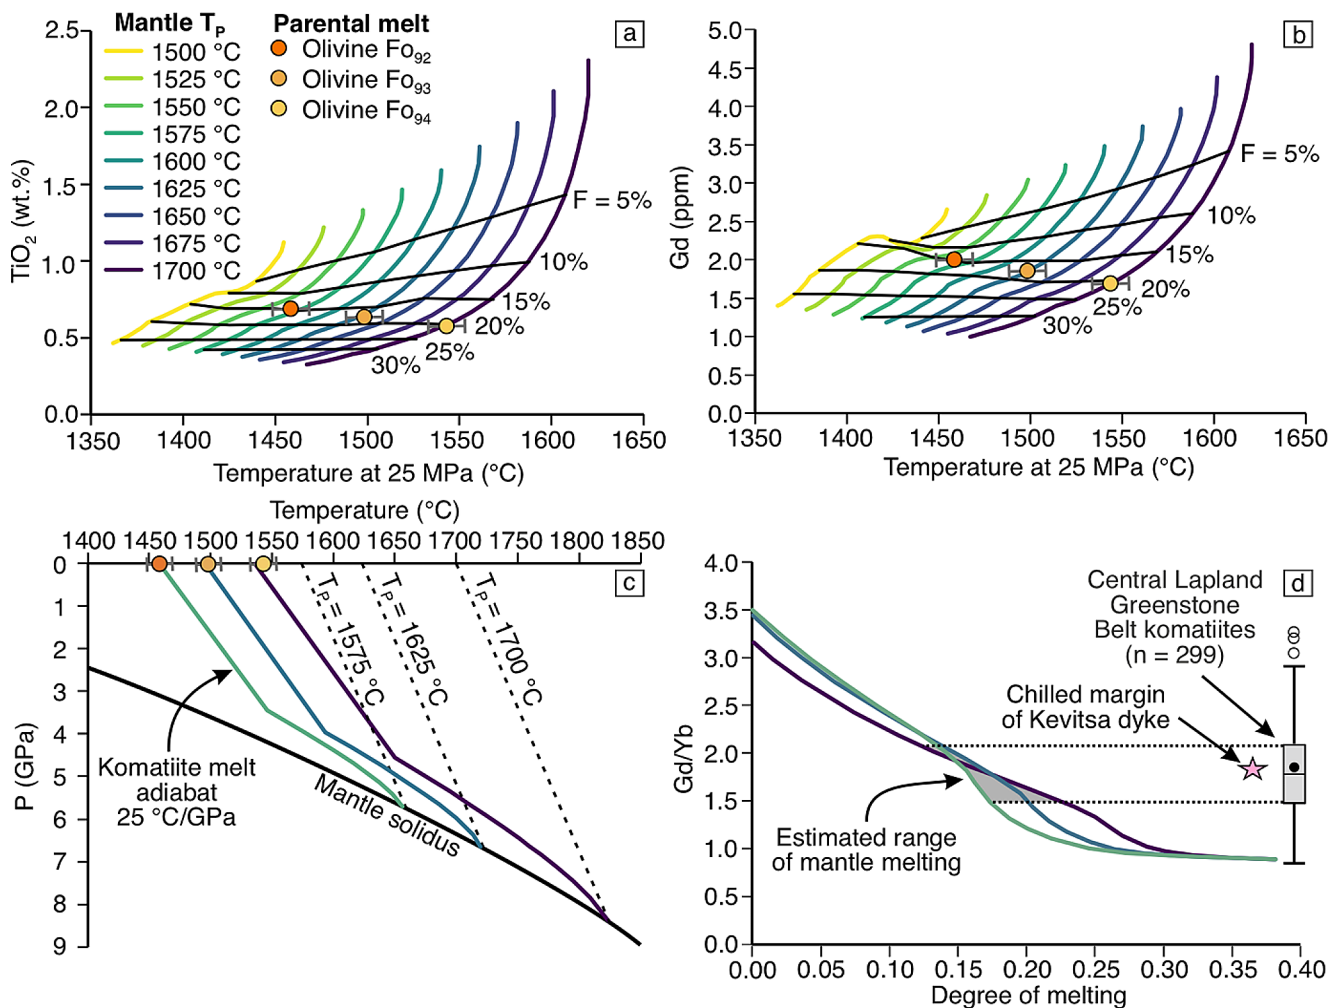 Mantle T_P
1500 °C
1525 °C
1550 °C
1575 °C
1600 °C
1625 °C
1650 °C
1675 °C
1700 °C
Parental melt
Olivine Fo92
Olivine Fo93
Olivine Fo94
a
2.5
2.0
1.5
1.0
0.5
0.0
TiO2 (wt.%)
F = 5%
10%
15%
20%
25%
30%
1350 1400 1450 1500 1550 1600 1650
Temperature at 25 MPa (°C)
b
5.0
4.5
4.0
3.5
3.0
2.5
2.0
1.5
1.0
0.5
0.0
Gd (ppm)
F = 5%
10%
15%
20%
25%
30%
1350 1400 1450 1500 1550 1600 1650
Temperature at 25 MPa (°C)
Temperature (°C)
1400 1450 1500 1550 1600 1650 1700 1750 1800 1850
c
0
1
2
3
4
5
6
7
8
9
P (GPa)
T_P = 1575 °C
T_P = 1625 °C
T_P = 1700 °C
Komatiite melt
adiabat
25 °C/GPa
Mantle solidus
d
4.0
3.5
3.0
2.5
2.0
1.5
1.0
0.5
0.0
Gd/Yb
Central Lapland
Greenstone
Belt komatiites
(n = 299)
Chilled margin
of Kevitsa dyke
Estimated range
of mantle melting
0.00 0.05 0.10 0.15 0.20 0.25 0.30 0.35 0.40
Degree of melting